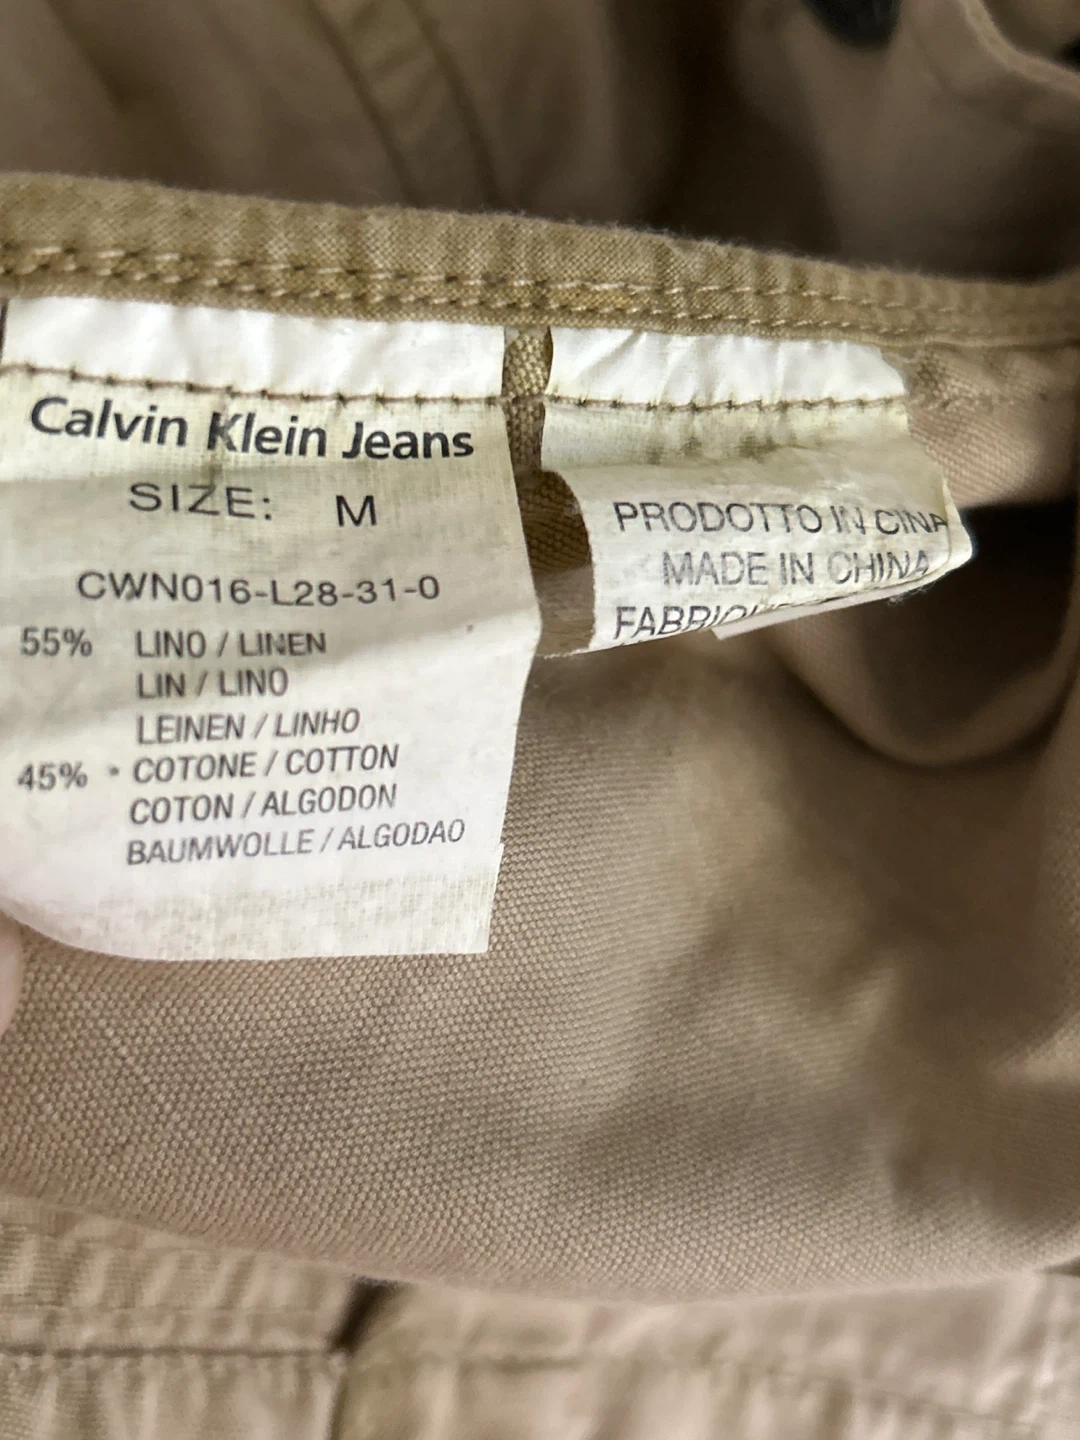 Calvin Klein Jeans
SIZE: M
CWN016-L28-31-0
55% LINO / LINEN
LIN / LINO
LEINEN / LINHO
45% COTONE / COTTON
COTON / ALGODON
BAUMWOLLE / ALGODAO
PRODOTTO IN CINA
MADE IN CHINA